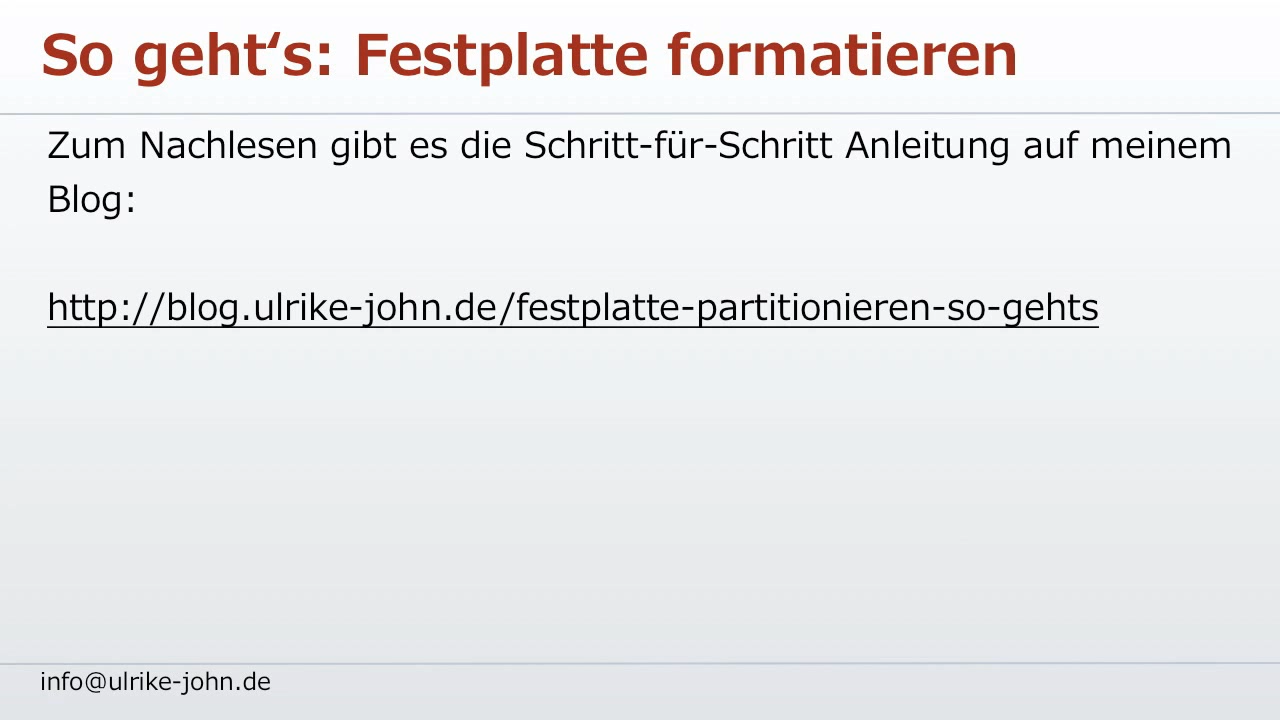 So geht‘s: Festplatte formatieren
Zum Nachlesen gibt es die Schritt-für-Schritt Anleitung auf meinem
Blog:
http://blog.ulrike-john.de/festplatte-partitionieren-so-gehts
info@ulrike-john.de